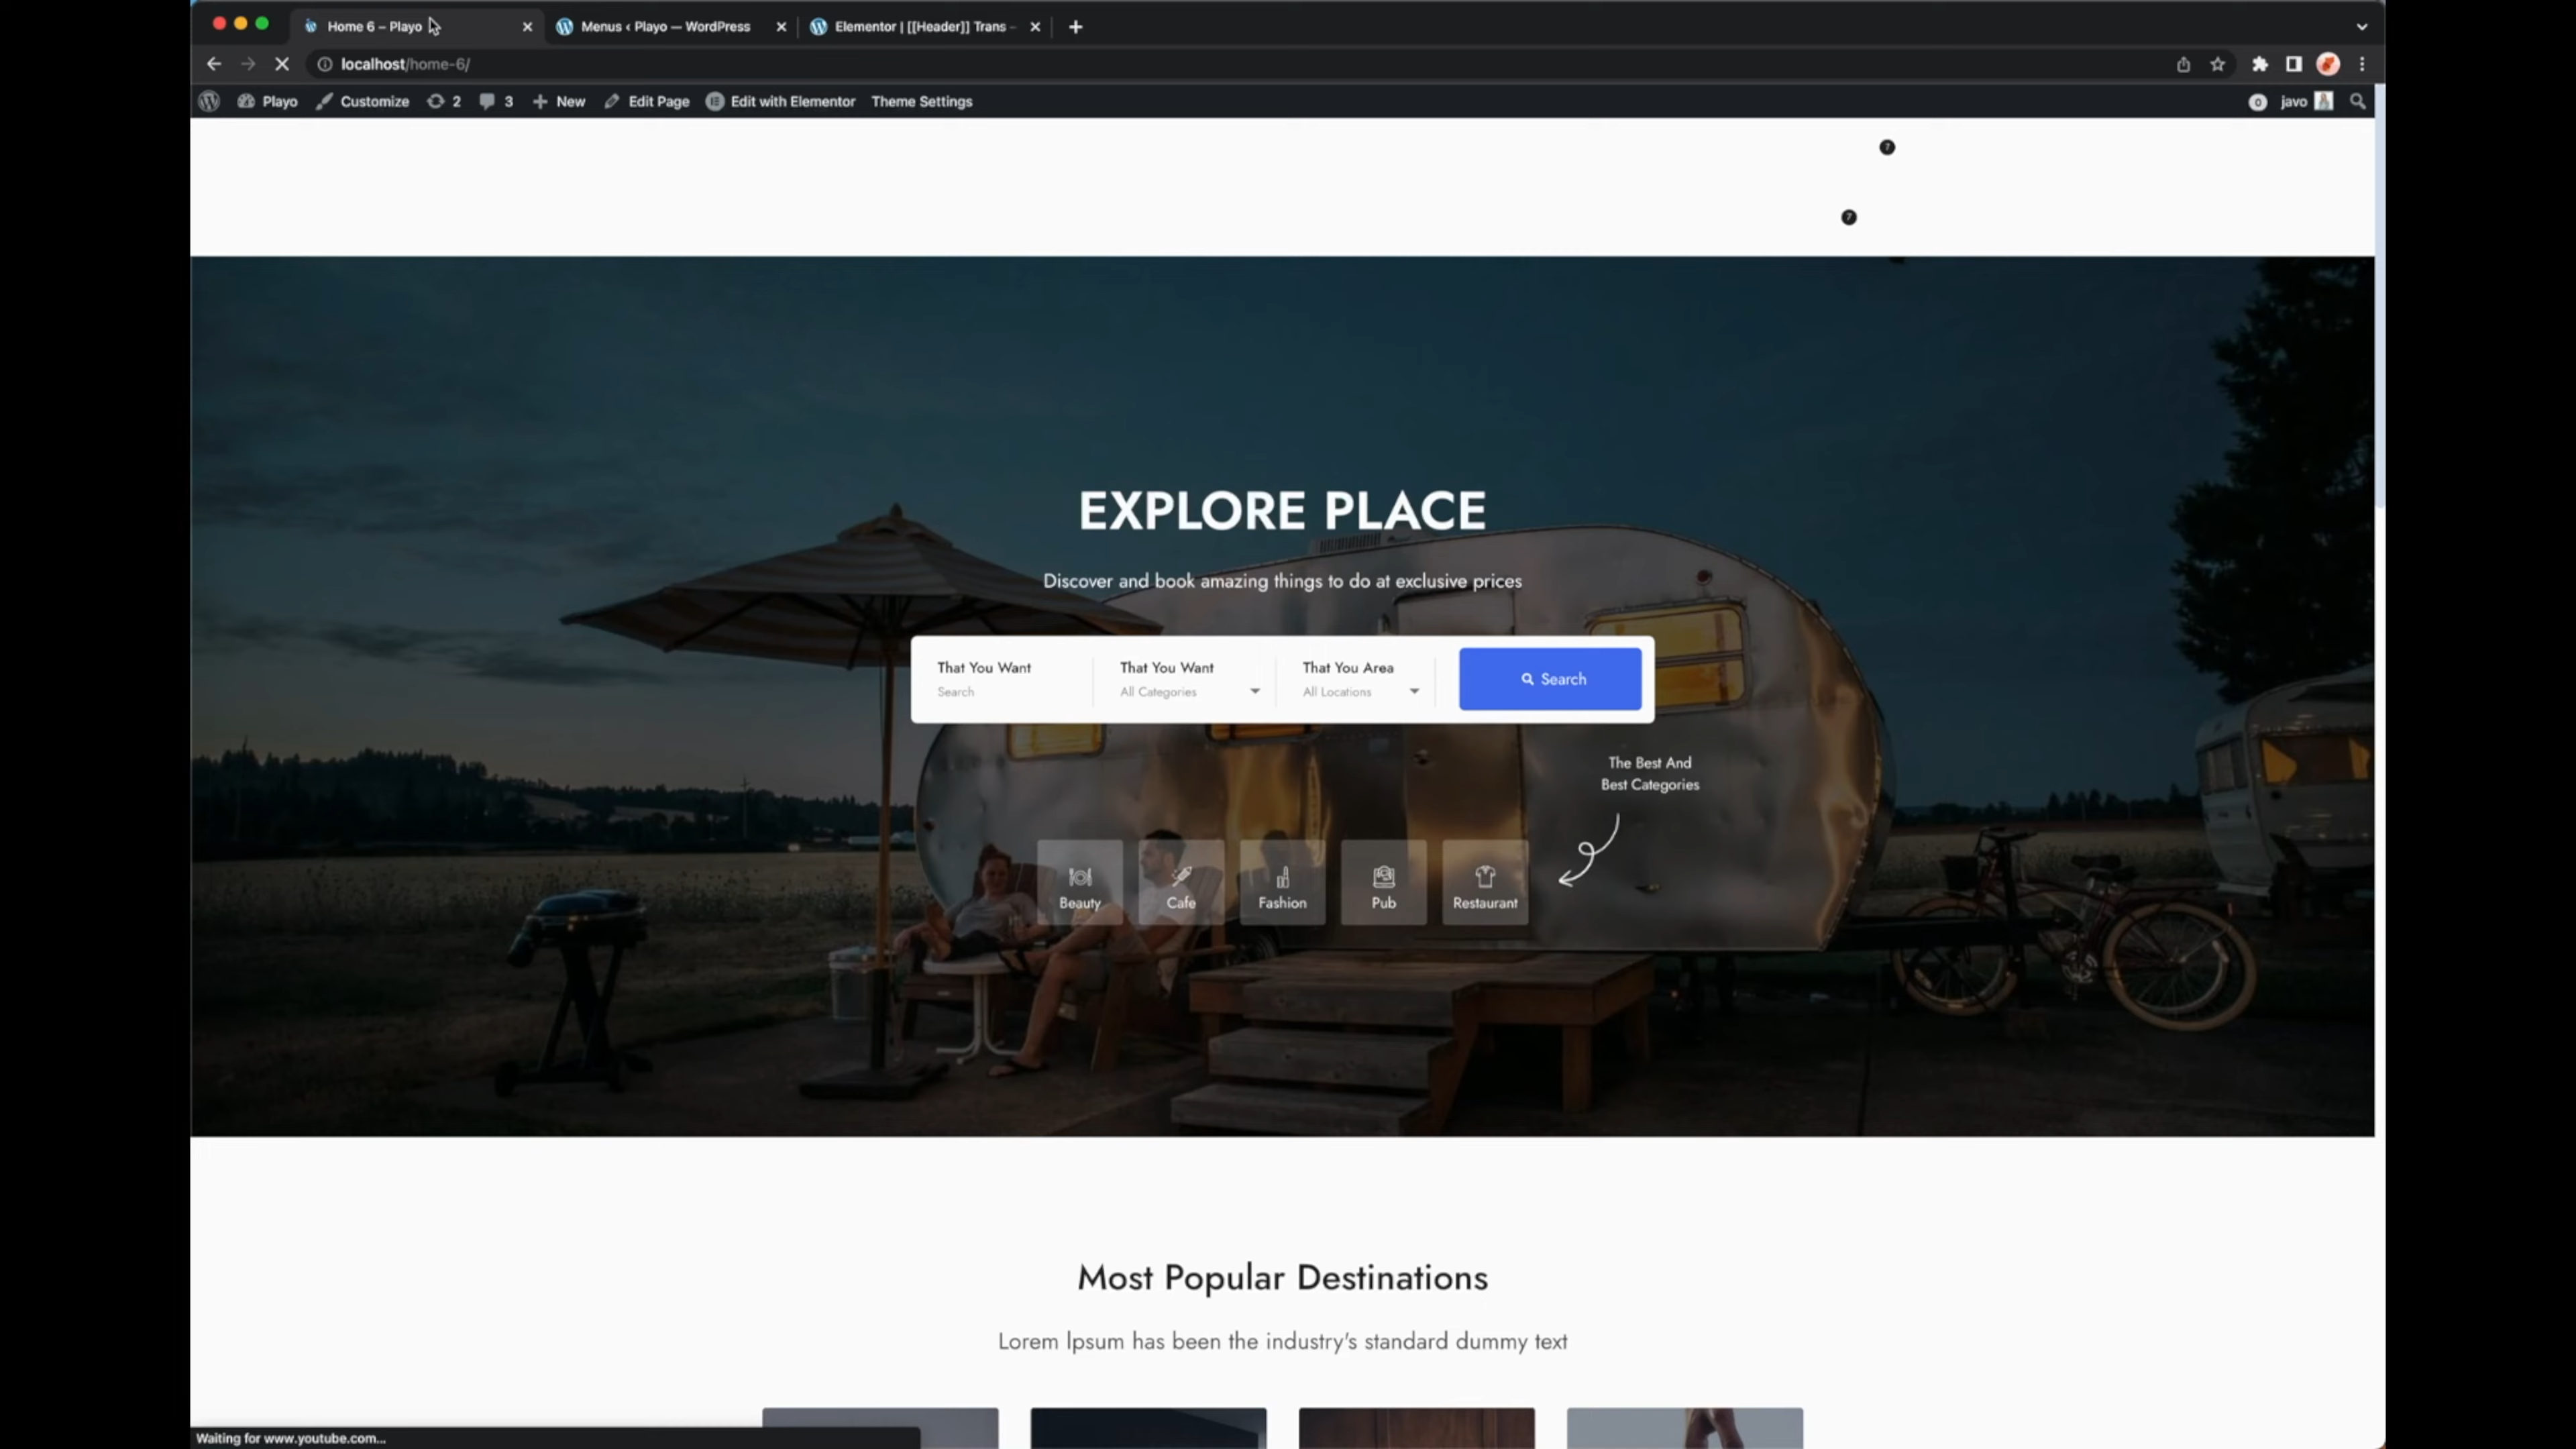 Home 6 – Playo
Menus ‹ Playo — WordPress
Elementor | [[Header]] Trans
localhost/home-6/
Playo
Customize
2
3
New
Edit Page
Edit with Elementor
Theme Settings
0
javo
7
7
EXPLORE PLACE
Discover and book amazing things to do at exclusive prices
That You Want
Search
That You Want
All Categories
That You Area
All Locations
Search
The Best And
Best Categories
Beauty
Cafe
Fashion
Pub
Restaurant
Most Popular Destinations
Lorem Ipsum has been the industry's standard dummy text
Waiting for www.youtube.com...